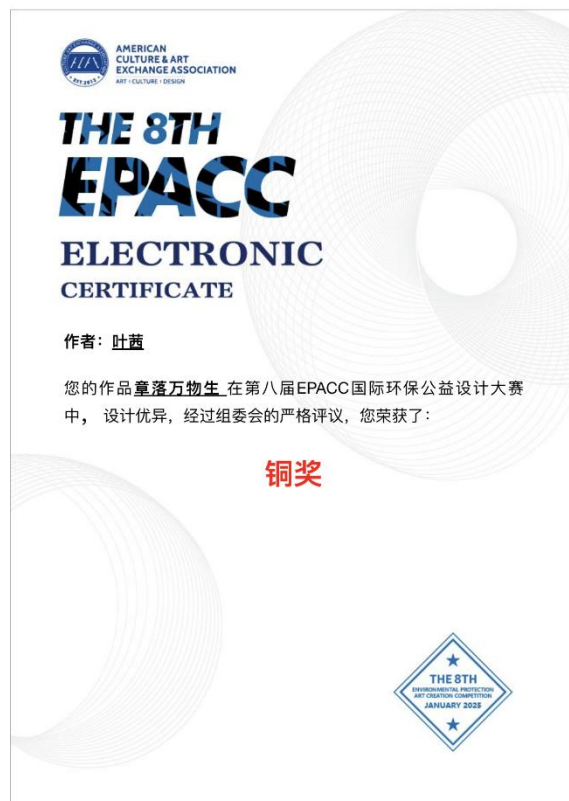 AMERICAN
CULTURE & ART
EXCHANGE ASSOCIATION
ART • CULTURE • DESIGN
THE 8TH
EPACC
ELECTRONIC
CERTIFICATE
作者：叶茜
您的作品章落万物生 在第八届EPACC国际环保公益设计大赛
中， 设计优异，经过组委会的严格评议，您荣获了：
铜奖
THE 8TH
ENVIRONMENTAL PROTECTION
ART CREATION COMPETITION
JANUARY 2025